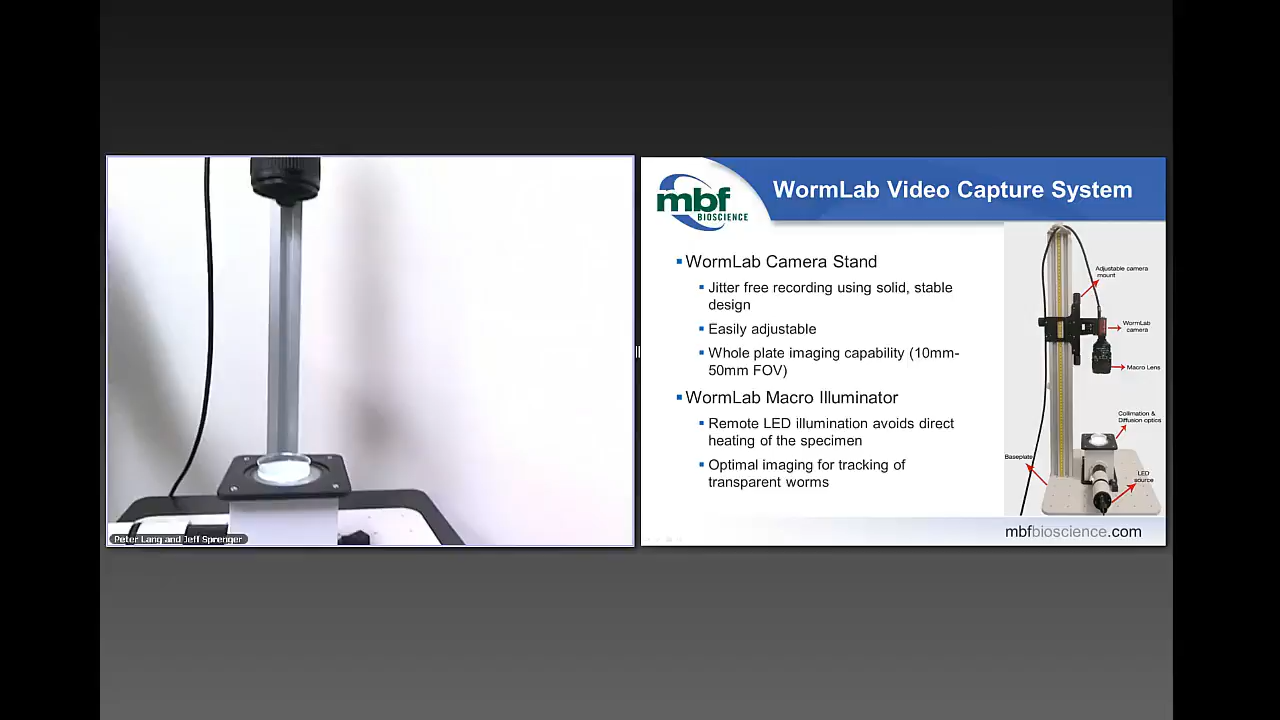 Peter Lang and Jeff Sprenger
mbf
BIOSCIENCE
WormLab Video Capture System
WormLab Camera Stand
Jitter free recording using solid, stable
design
Easily adjustable
Whole plate imaging capability (10mm-
50mm FOV)
WormLab Macro Illuminator
Remote LED illumination avoids direct
heating of the specimen
Optimal imaging for tracking of
transparent worms
Adjustable camera
mount
WormLab
camera
Macro Lens
Collimation &
Diffusion optics
Baseplate
LED
source
mbfbioscience.com